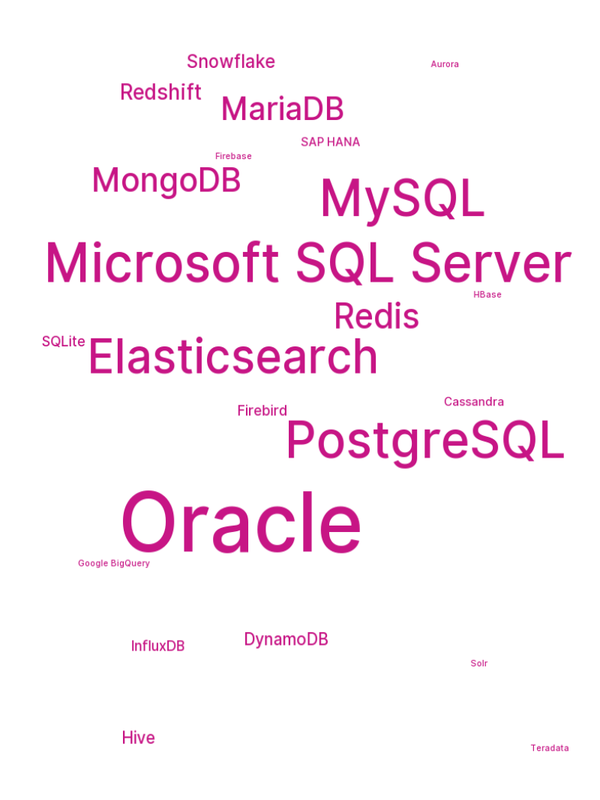 Snowflake
Aurora
Redshift
MariaDB
SAP HANA
Firebase
MongoDB
MySQL
Microsoft SQL Server
HBase
Redis
SQLite
Elasticsearch
Cassandra
Firebird
PostgreSQL
Oracle
Google BigQuery
DynamoDB
InfluxDB
Solr
Hive
Teradata